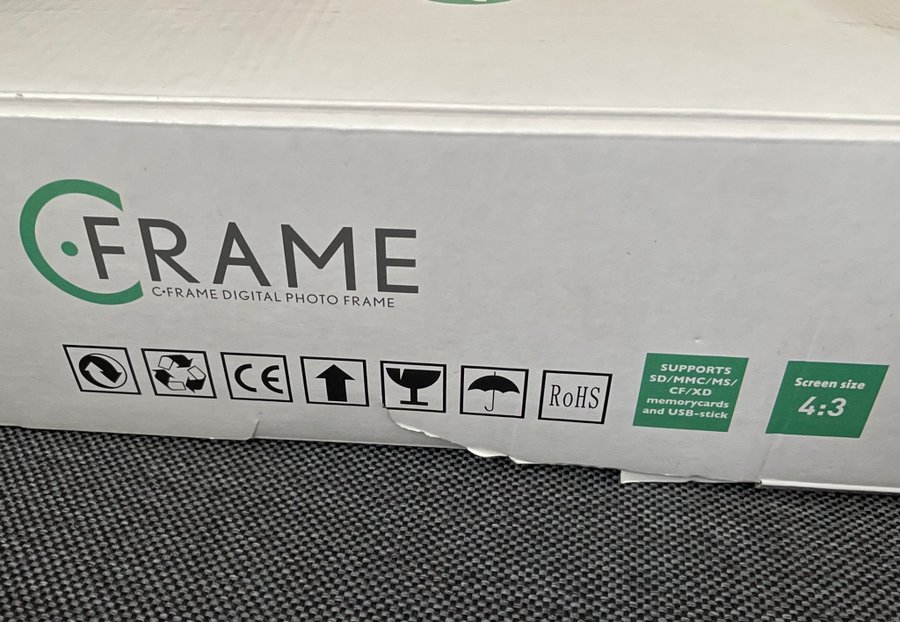 C·FRAME
C•FRAME DIGITAL PHOTO FRAME
CE
RoHS
SUPPORTS
SD/MMC/MS/
CF/XD
memorycards
and USB-stick
Screen size
4:3